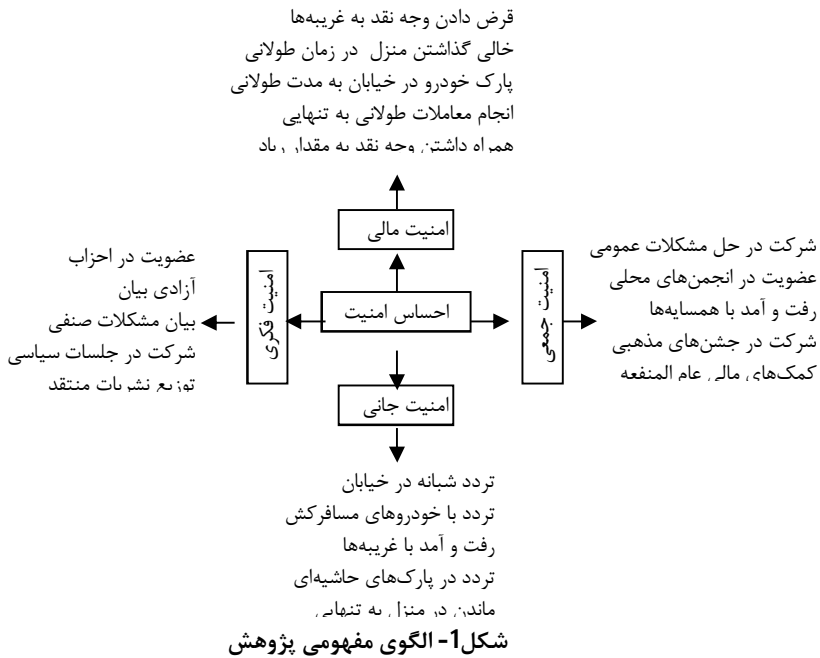 قرض دادن وجه نقد به غریبه‌ها
خالی گذاشتن منزل در زمان طولانی
پارک خودرو در خیابان به مدت طولانی
انجام معاملات طولانی به تنهایی
همراه داشتن وجه نقد به مقدار زیاد
امنیت مالی
شرکت در حل مشکلات عمومی
عضویت در انجمن‌های محلی
رفت و آمد با همسایه‌ها
شرکت در جشن‌های مذهبی
کمک‌های مالی عام المنفعه
امنیت جمعی
احساس امنیت
امنیت فکری
عضویت در احزاب
آزادی بیان
بیان مشکلات صنفی
شرکت در جلسات سیاسی
توزیع نشریات منتقد
امنیت جانی
تردد شبانه در خیابان
تردد با خودروهای مسافرکش
رفت و آمد با غریبه‌ها
تردد در پارک‌های حاشیه‌ای
ماندن در منزل به تنهایی
شکل1- الگوی مفهومی پژوهش